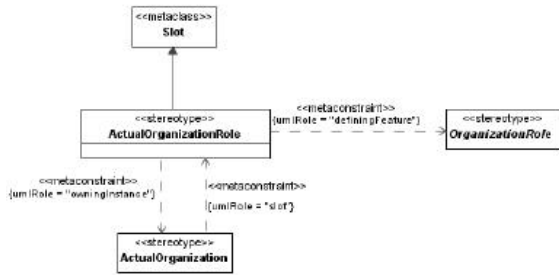 <<metaclass>>
Slot
<<stereotype>>
ActualOrganizationRole
<<metaconstraint>>
{umlRole = "definingFeature"}
<<stereotype>>
OrganizationRole
<<metaconstraint>>
{umlRole = "owningInstance"}
<<metaconstraint>>
{umlRole = "slot"}
<<stereotype>>
ActualOrganization